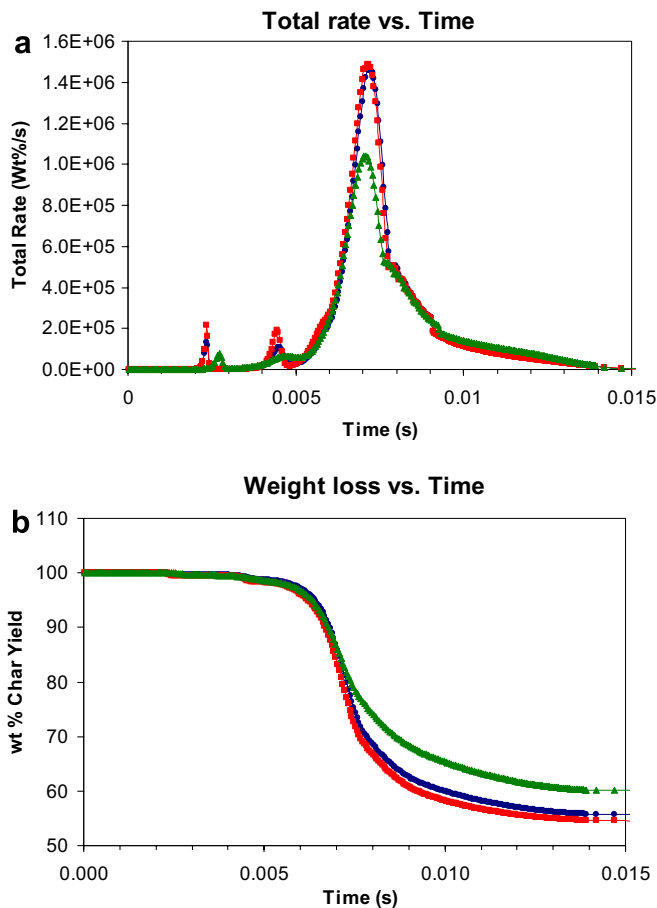 Total rate vs. Time
a
1.6E+06
1.4E+06
1.2E+06
1.0E+06
8.0E+05
6.0E+05
4.0E+05
2.0E+05
0.0E+00
Total Rate (Wt%/s)
0 0.005 0.01 0.015
Time (s)
Weight loss vs. Time
b
110
100
90
80
70
60
50
wt % Char Yield
0.000 0.005 0.010 0.015
Time (s)